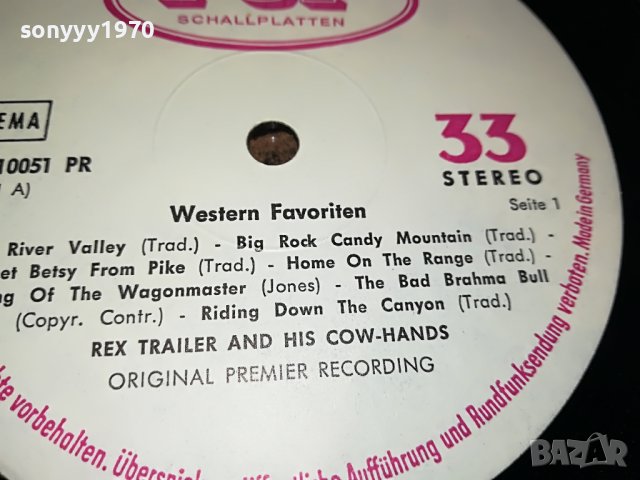 sonyyy1970
SCHALLPLATTEN
EMA
10051 PR
A)
33
STEREO
Western Favoriten
Seite 1
River Valley (Trad.) - Big Rock Candy Mountain (Trad.) -
et Betsy From Pike (Trad.) - Home On The Range (Trad.) -
g Of The Wagonmaster (Jones) - The Bad Brahma Bull
(Copyr. Contr.) - Riding Down The Canyon (Trad.)
REX TRAILER AND HIS COW-HANDS
ORIGINAL PREMIER RECORDING
vorbehalten. Überspiel Aufführung und Rundfunksendung verboten. Made in Germany
BAZAR